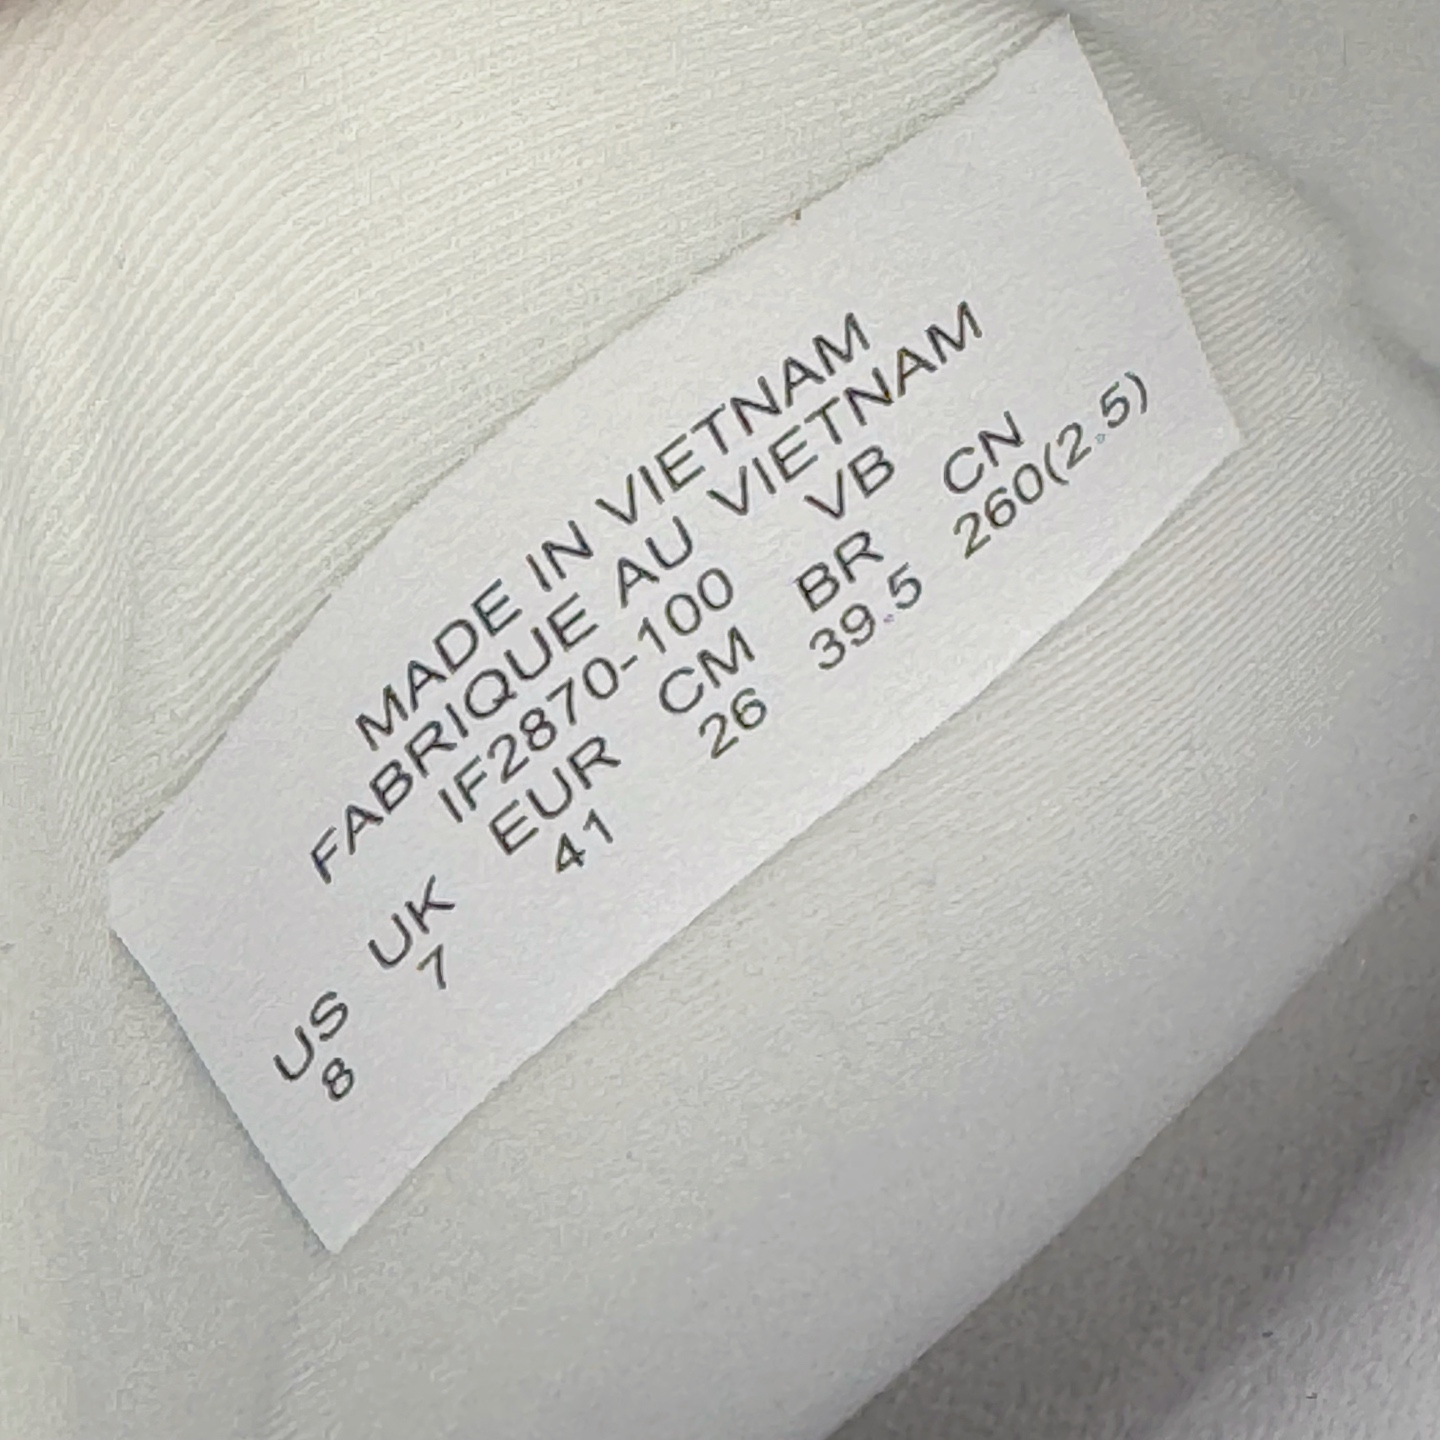 MADE IN VIETNAM
FABRIQUE AU VIETNAM
IF2870-100 VB
US UK EUR CM BR CN
8 7 41 26 39.5 260(2.5)